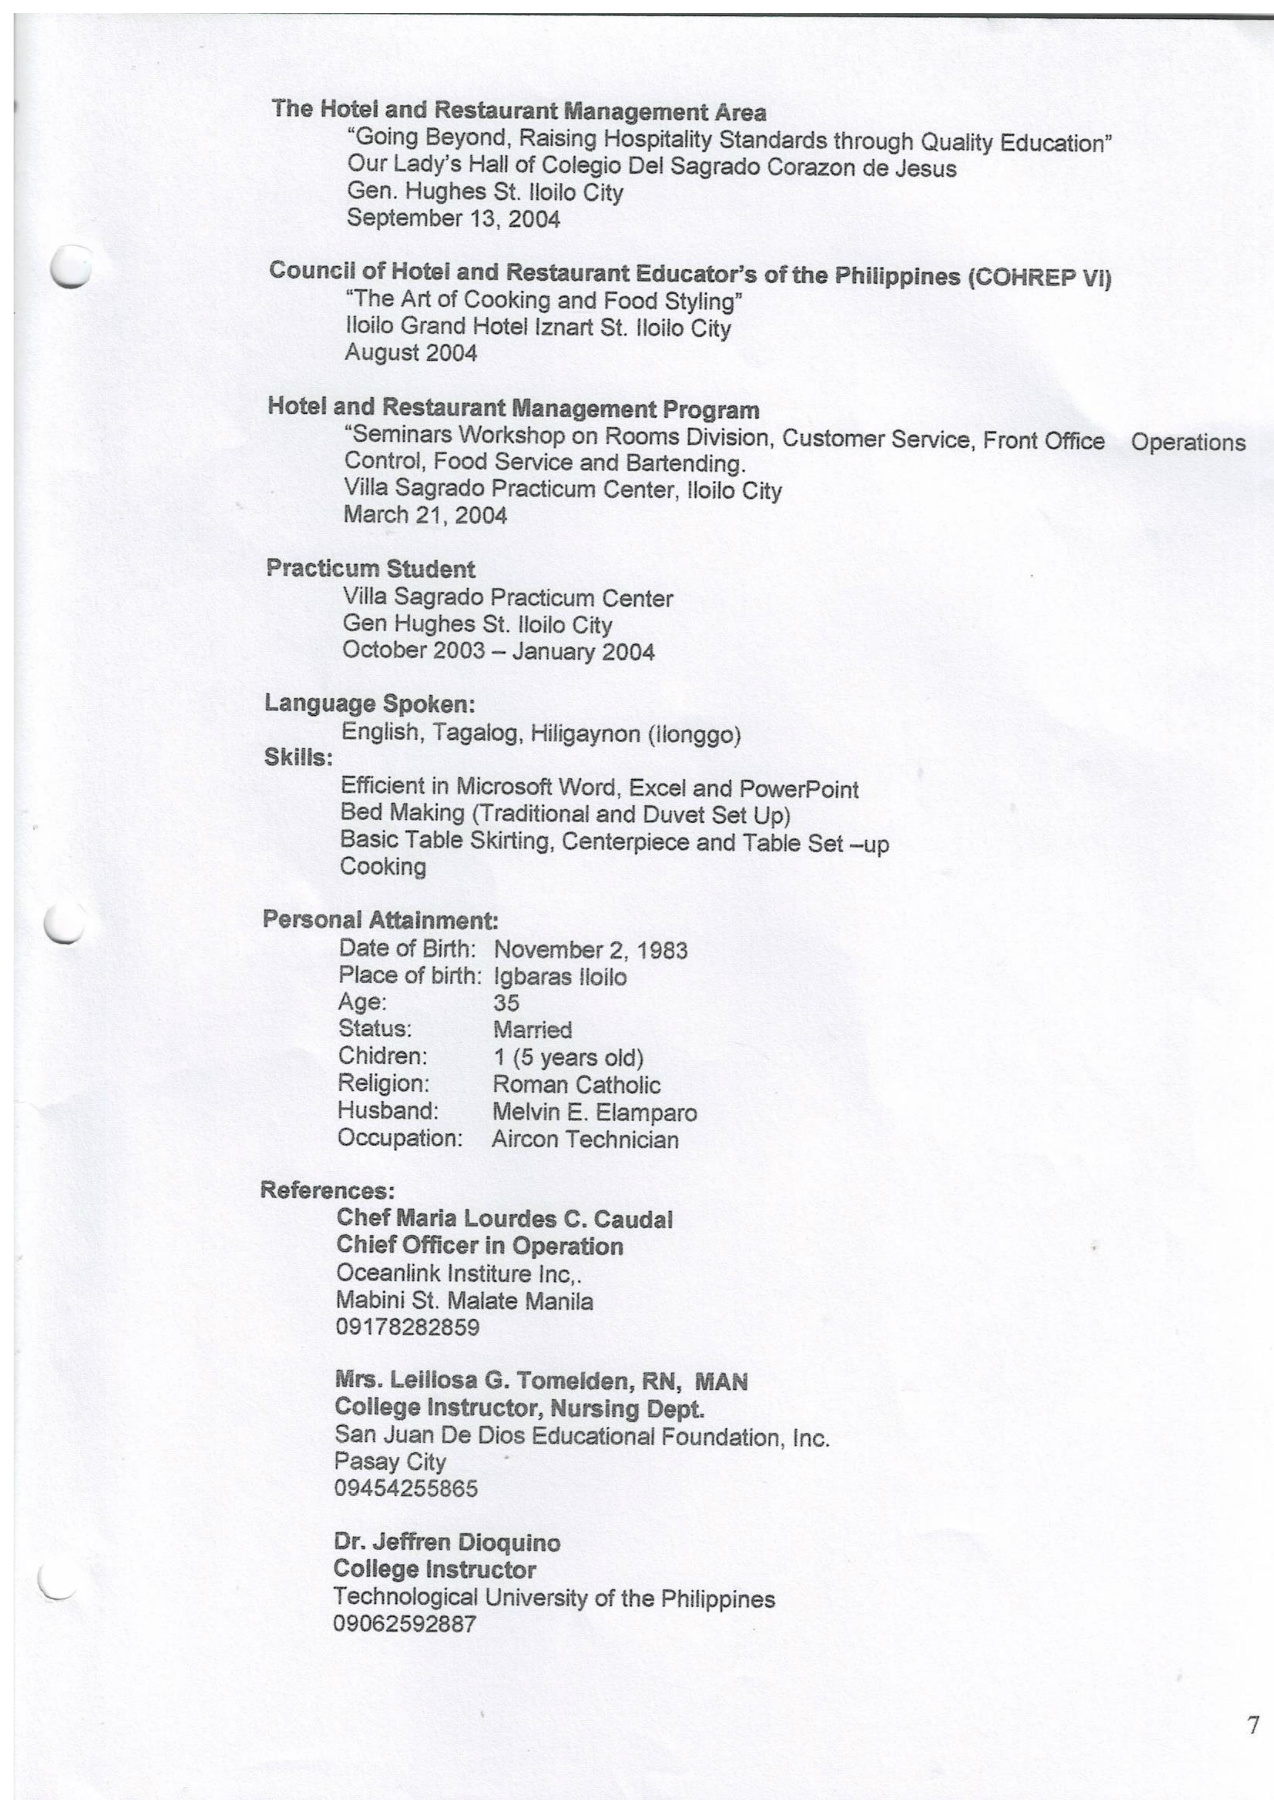 The Hotel and Restaurant Management Area
“Going Beyond, Raising Hospitality Standards through Quality Education”
Our Lady’s Hall of Colegio Del Sagrado Corazon de Jesus
Gen. Hughes St. Iloilo City
September 13, 2004
Council of Hotel and Restaurant Educator’s of the Philippines (COHREP VI)
“The Art of Cooking and Food Styling”
Iloilo Grand Hotel Iznart St. Iloilo City
August 2004
Hotel and Restaurant Management Program
“Seminars Workshop on Rooms Division, Customer Service, Front Office Operations
Control, Food Service and Bartending.
Villa Sagrado Practicum Center, Iloilo City
March 21, 2004
Practicum Student
Villa Sagrado Practicum Center
Gen Hughes St. Iloilo City
October 2003 – January 2004
Language Spoken:
English, Tagalog, Hiligaynon (Ilonggo)
Skills:
Efficient in Microsoft Word, Excel and PowerPoint
Bed Making (Traditional and Duvet Set Up)
Basic Table Skirting, Centerpiece and Table Set –up
Cooking
Personal Attainment:
Date of Birth: November 2, 1983
Place of birth: Igbaras Iloilo
Age: 35
Status: Married
Chidren: 1 (5 years old)
Religion: Roman Catholic
Husband: Melvin E. Elamparo
Occupation: Aircon Technician
References:
Chef Maria Lourdes C. Caudal
Chief Officer in Operation
Oceanlink Institure Inc,.
Mabini St. Malate Manila
09178282859
Mrs. Leillosa G. Tomelden, RN, MAN
College Instructor, Nursing Dept.
San Juan De Dios Educational Foundation, Inc.
Pasay City
09454255865
Dr. Jeffren Dioquino
College Instructor
Technological University of the Philippines
09062592887
7